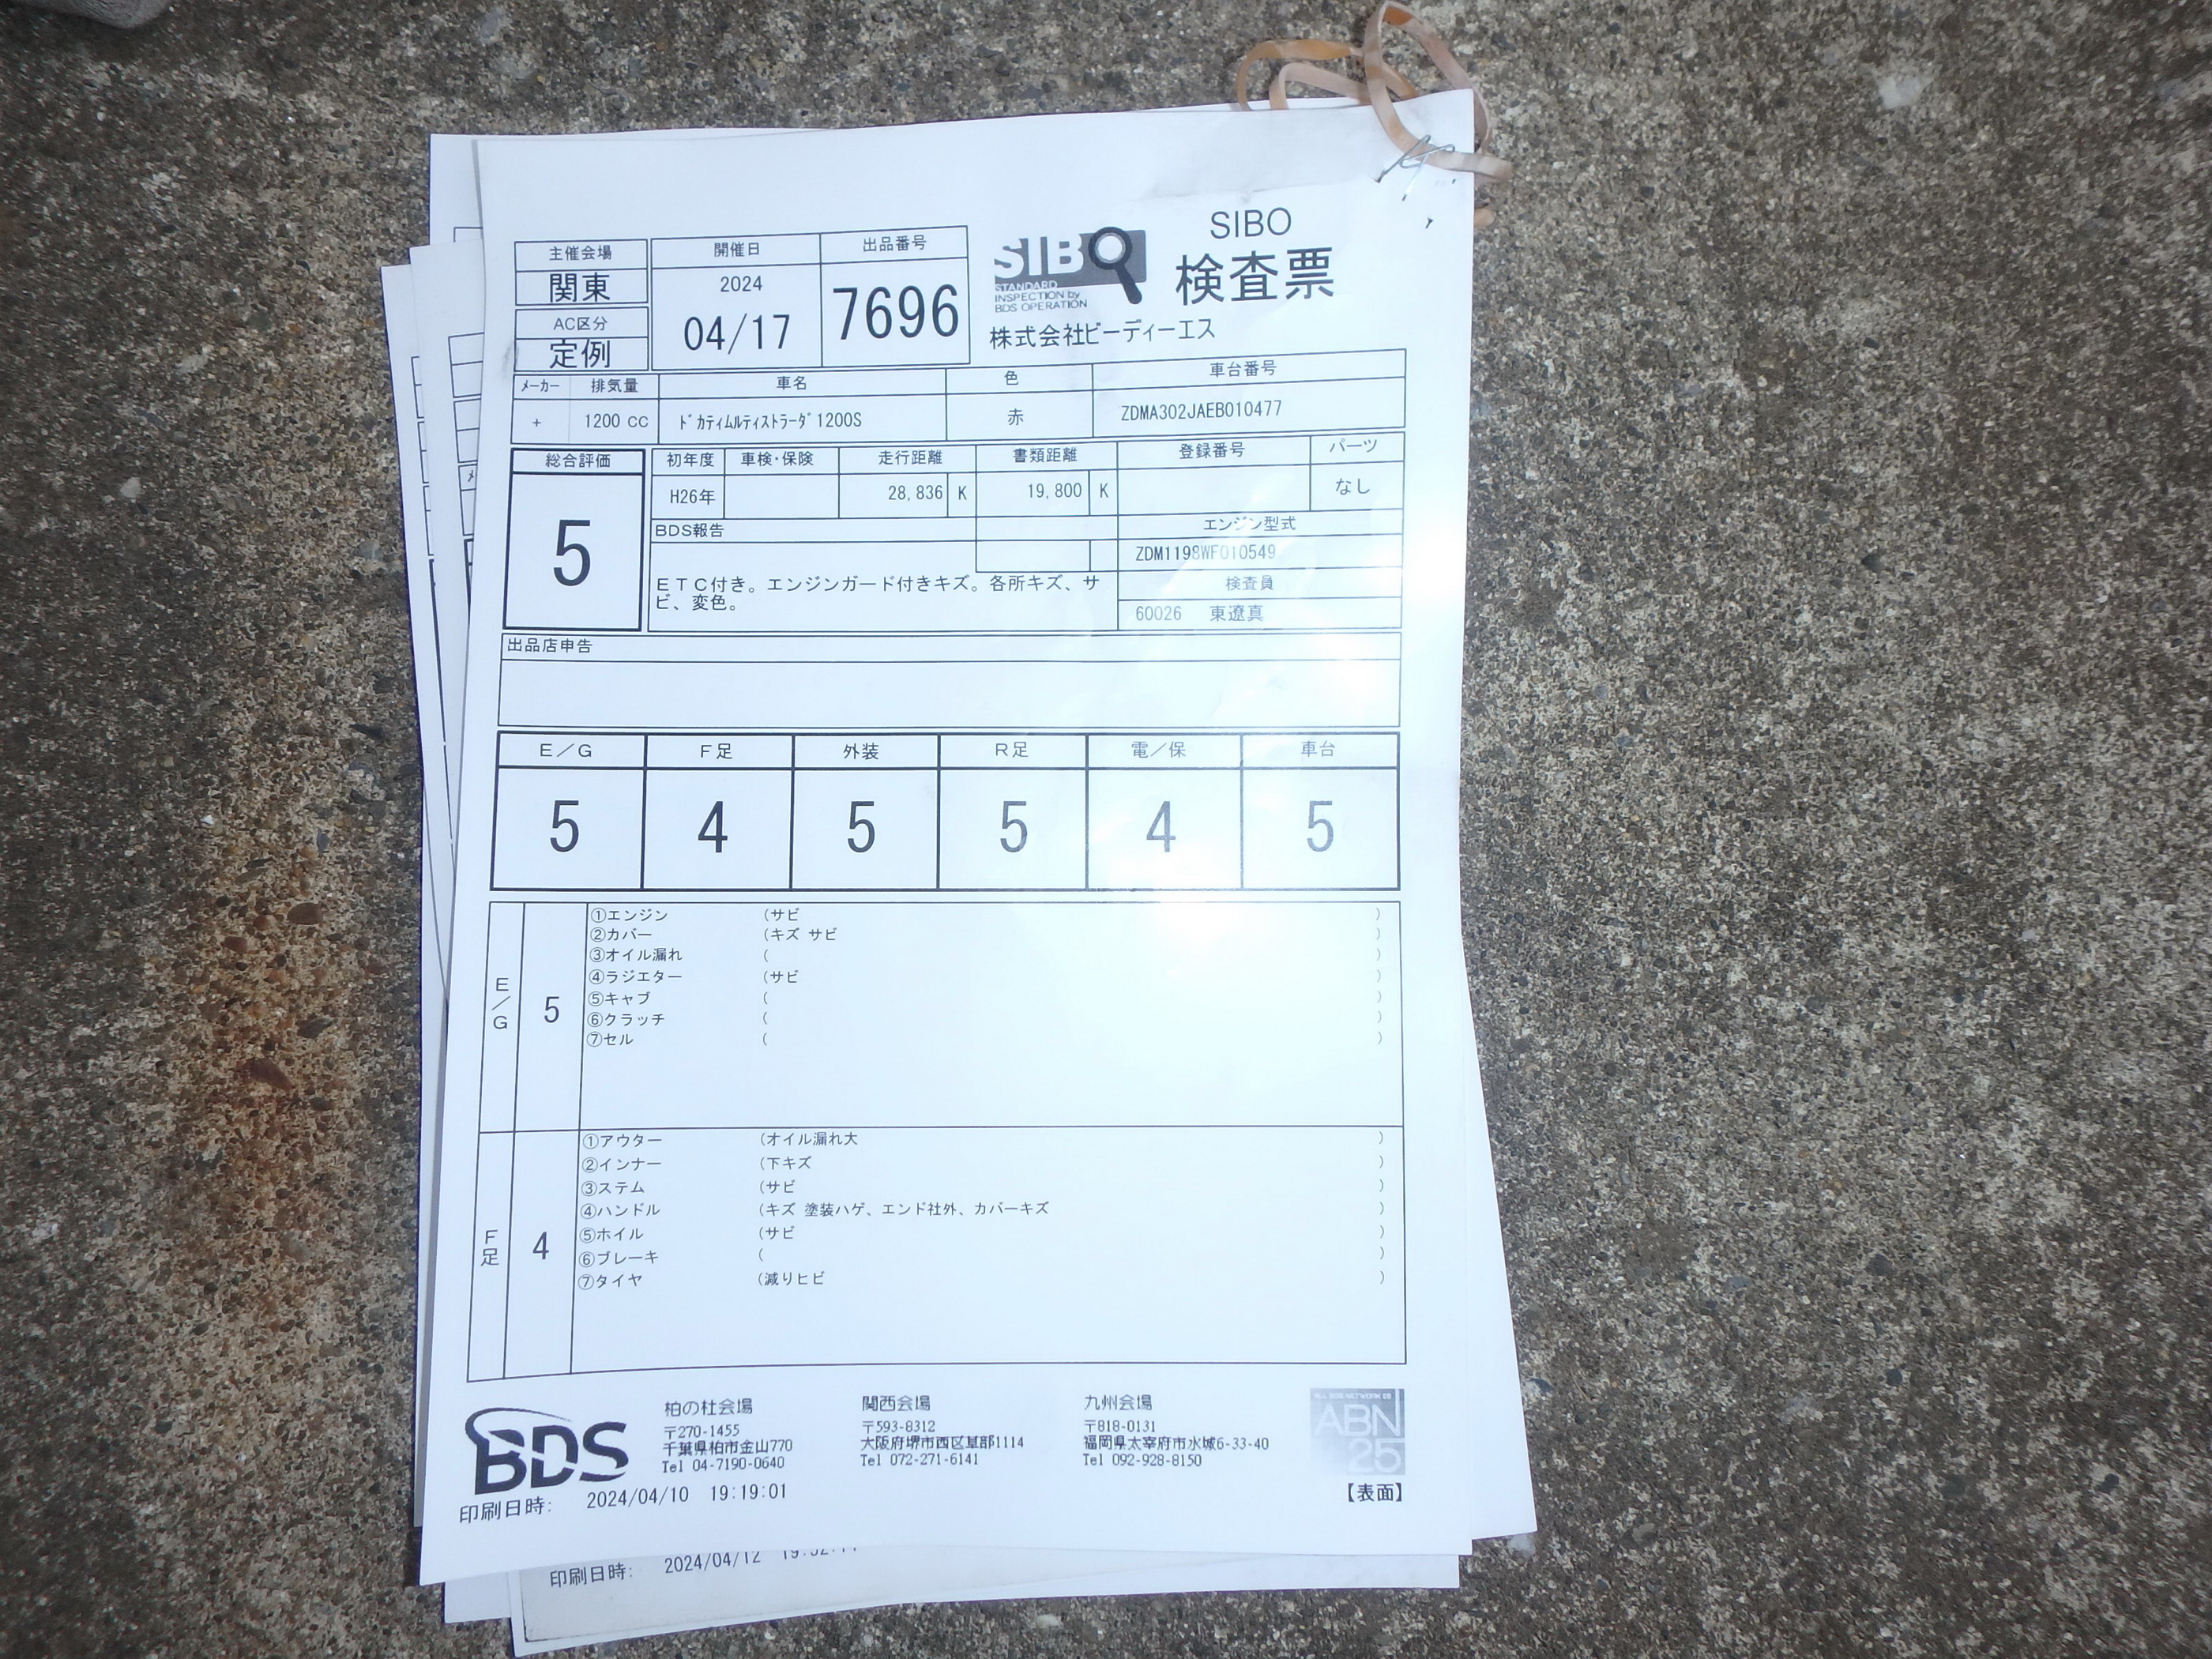 SIBO
検査票
主催会場
関東
AC区分
定例
開催日
2024
04/17
出品番号
7696
SIB
STANDARD
INSPECTION by
BDS OPERATION
株式会社ビーディーエス
メーカー 排気量 車名 色 車台番号
+ 1200 CC ﾄﾞｶﾃｨﾑﾙﾃｨｽﾄﾗｰﾀﾞ1200S 赤 ZDMA302JAEB010477
総合評価
5
初年度 車検・保険 走行距離 書類距離 登録番号 パーツ
H26年 28,836 K 19,800 K なし
BDS報告 エンジン型式
ZDM1198WF010549
ETC付き。エンジンガード付きキズ。各所キズ、サ
ビ、変色。
検査員
60026 東遼真
出品店申告
E／G F足 外装 R足 電／保 車台
5 4 5 5 4 5
E／G 5
①エンジン (サビ )
②カバー (キズ サビ )
③オイル漏れ ( )
④ラジエター (サビ )
⑤キャブ ( )
⑥クラッチ ( )
⑦セル ( )
F足 4
①アウター (オイル漏れ大 )
②インナー (下キズ )
③ステム (サビ )
④ハンドル (キズ 塗装ハゲ、エンド社外、カバーキズ )
⑤ホイル (サビ )
⑥ブレーキ ( )
⑦タイヤ (減りヒビ )
BDS
柏の杜会場
〒270-1455
千葉県柏市金山770
Tel 04-7190-0640
関西会場
〒593-8312
大阪府堺市西区草部1114
Tel 072-271-6141
九州会場
〒818-0131
福岡県太宰府市水城6-33-40
Tel 092-928-8150
ABN
25
印刷日時: 2024/04/10 19:19:01
【表面】
印刷日時: 2024/04/12